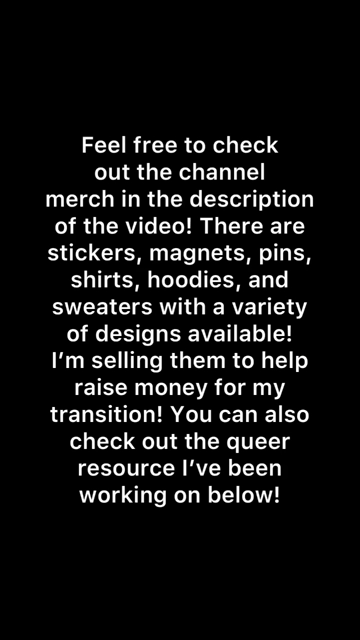 Feel free to check
out the channel
merch in the description
of the video! There are
stickers, magnets, pins,
shirts, hoodies, and
sweaters with a variety
of designs available!
I’m selling them to help
raise money for my
transition! You can also
check out the queer
resource I’ve been
working on below!